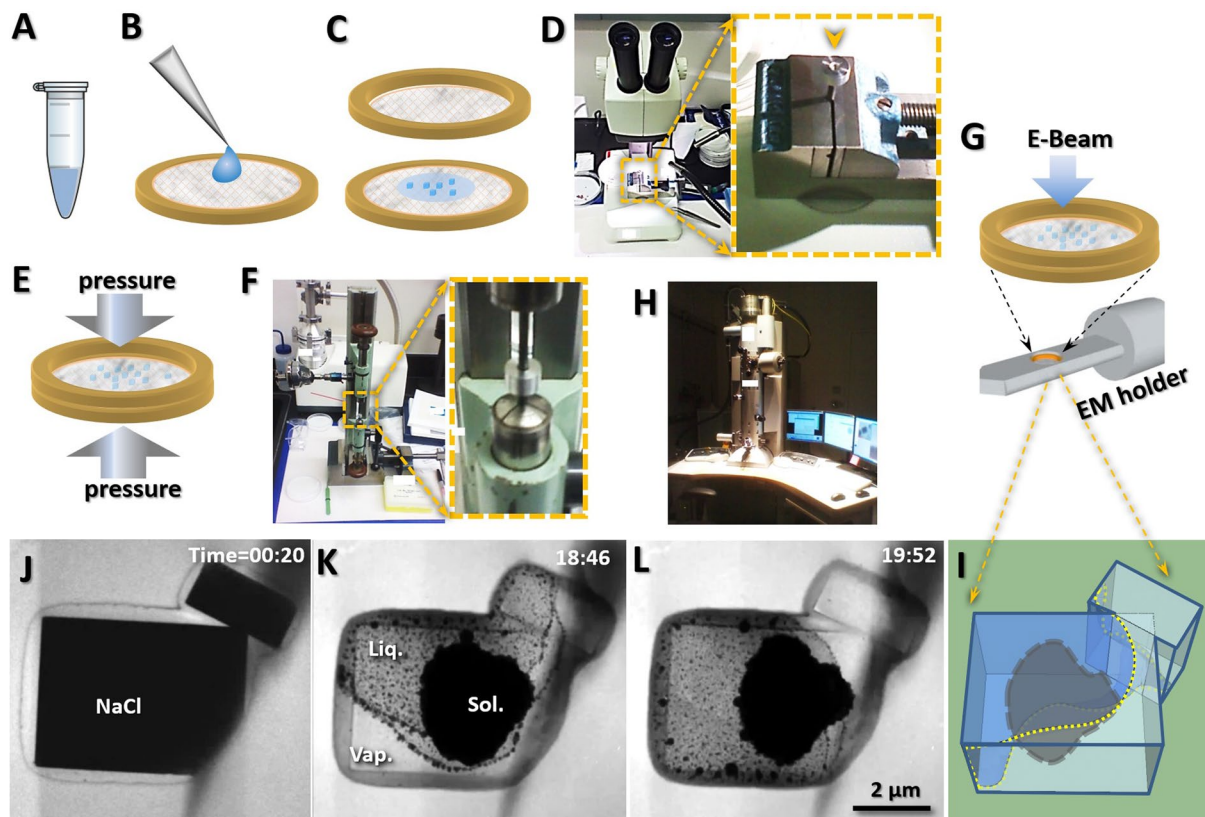 A
B
C
D
G
E-Beam
E
pressure
pressure
F
H
EM holder
J
Time=00:20
NaCl
K
18:46
Liq.
Sol.
Vap.
L
19:52
2 µm
I